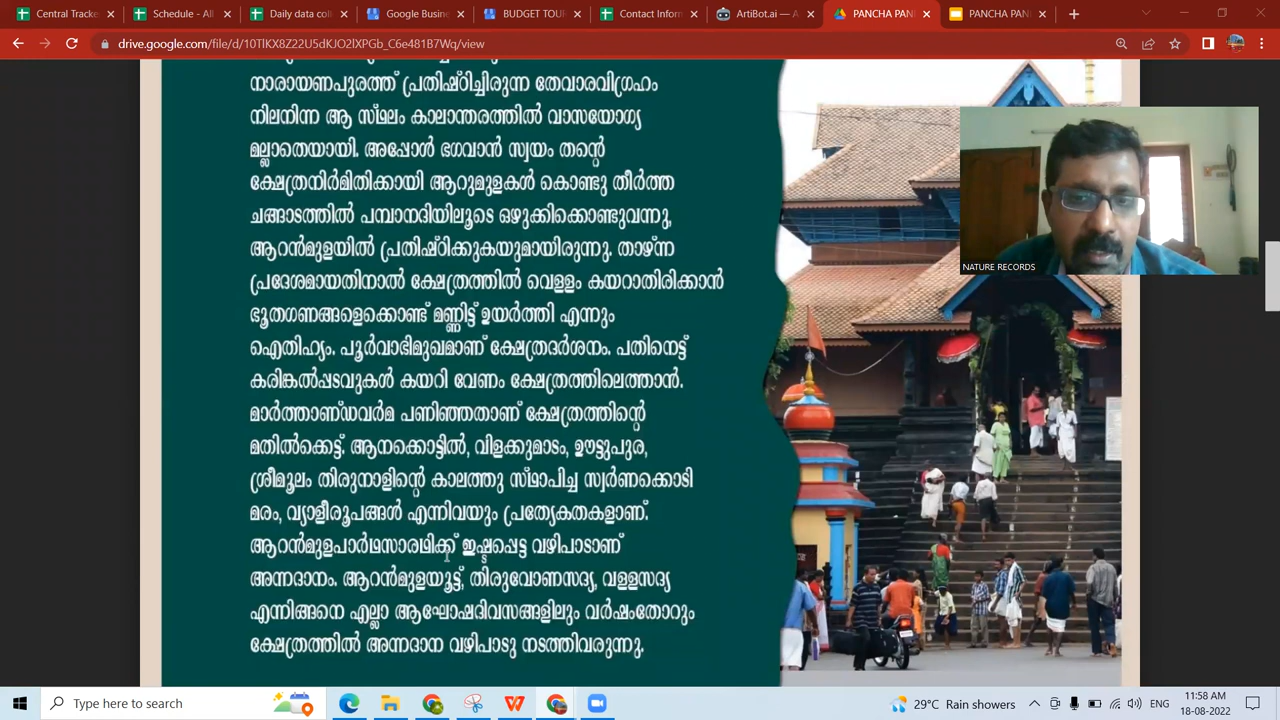 Central Tracke
Schedule - All
Daily data coll
Google Busine
BUDGET TOUR
Contact Inform
ArtiBot.ai — A
PANCHA PAN
PANCHA PAN
drive.google.com/file/d/10TlKX8Z22U5dKJO2lXPGb_C6e481B7Wq/view
നാരായണപുരത്ത് പ്രതിഷ്ഠിച്ചിരുന്ന തേവാരവിഗ്രഹം
നിലനിന്ന ആ സ്ഥലം കാലാന്തരത്തിൽ വാസയോഗ്യ
മല്ലാതെയായി. അപ്പോൾ ഭഗവാൻ സ്വയം തന്റെ
ക്ഷേത്രനിർമിതിക്കായി ആറുമുളകൾ കൊണ്ടു തീർത്ത
ചങ്ങാടത്തിൽ പമ്പാനദിയിലൂടെ ഒഴുക്കിക്കൊണ്ടുവന്നു,
ആറൻമുളയിൽ പ്രതിഷ്ഠിക്കുകയുമായിരുന്നു. താഴ്ന്ന
പ്രദേശമായതിനാൽ ക്ഷേത്രത്തിൽ വെള്ളം കയറാതിരിക്കാൻ
ഭൂതഗണങ്ങളെക്കൊണ്ട് മണ്ണിട്ട് ഉയർത്തി എന്നും
ഐതിഹ്യം. പൂർവാഭിമുഖമാണ് ക്ഷേത്രദർശനം. പതിനെട്ട്
കരിങ്കൽപ്പടവുകൾ കയറി വേണം ക്ഷേത്രത്തിലെത്താൻ.
മാർത്താണ്ഡവർമ പണിഞ്ഞതാണ് ക്ഷേത്രത്തിന്റെ
മതിൽക്കെട്ട്. ആനക്കൊട്ടിൽ, വിളക്കുമാടം, ഊട്ടുപുര,
ശ്രീമൂലം തിരുനാളിന്റെ കാലത്തു സ്ഥാപിച്ച സ്വർണക്കൊടി
മരം, വ്യാളീരൂപങ്ങൾ എന്നിവയും പ്രത്യേകതകളാണ്.
ആറൻമുളപാർഥസാരഥിക്ക് ഇഷ്ടപ്പെട്ട വഴിപാടാണ്
അന്നദാനം. ആറൻമുളയൂട്ട്, തിരുവോണസദ്യ, വള്ളസദ്യ
എന്നിങ്ങനെ എല്ലാ ആഘോഷദിവസങ്ങളിലും വർഷംതോറും
ക്ഷേത്രത്തിൽ അന്നദാന വഴിപാടു നടത്തിവരുന്നു.
NATURE RECORDS
Type here to search
29°C Rain showers
ENG
11:58 AM
18-08-2022